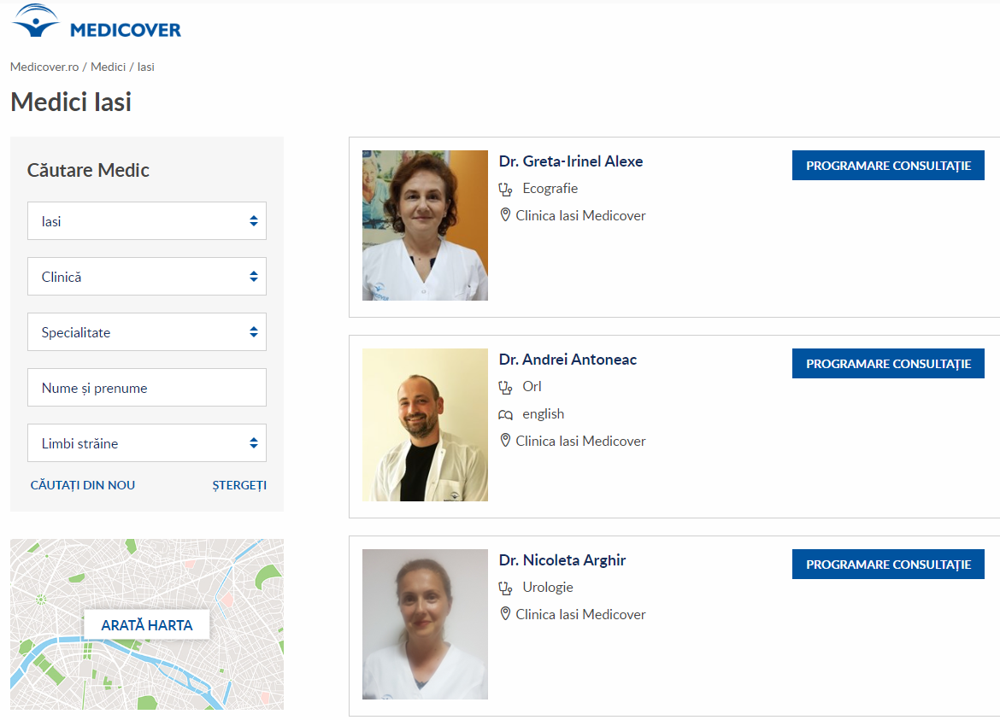 MEDICOVER
Medicover.ro / Medici / Iasi
Medici Iasi
Căutare Medic
Iasi
Clinică
Specialitate
Nume și prenume
Limbi străine
CĂUTAȚI DIN NOU ȘTERGEȚI
ARATĂ HARTA
Dr. Greta-Irinel Alexe
PROGRAMARE CONSULTAȚIE
Ecografie
Clinica Iasi Medicover
MEDICOVER
Dr. Andrei Antoneac
PROGRAMARE CONSULTAȚIE
Orl
english
Clinica Iasi Medicover
Dr. Nicoleta Arghir
PROGRAMARE CONSULTAȚIE
Urologie
Clinica Iasi Medicover